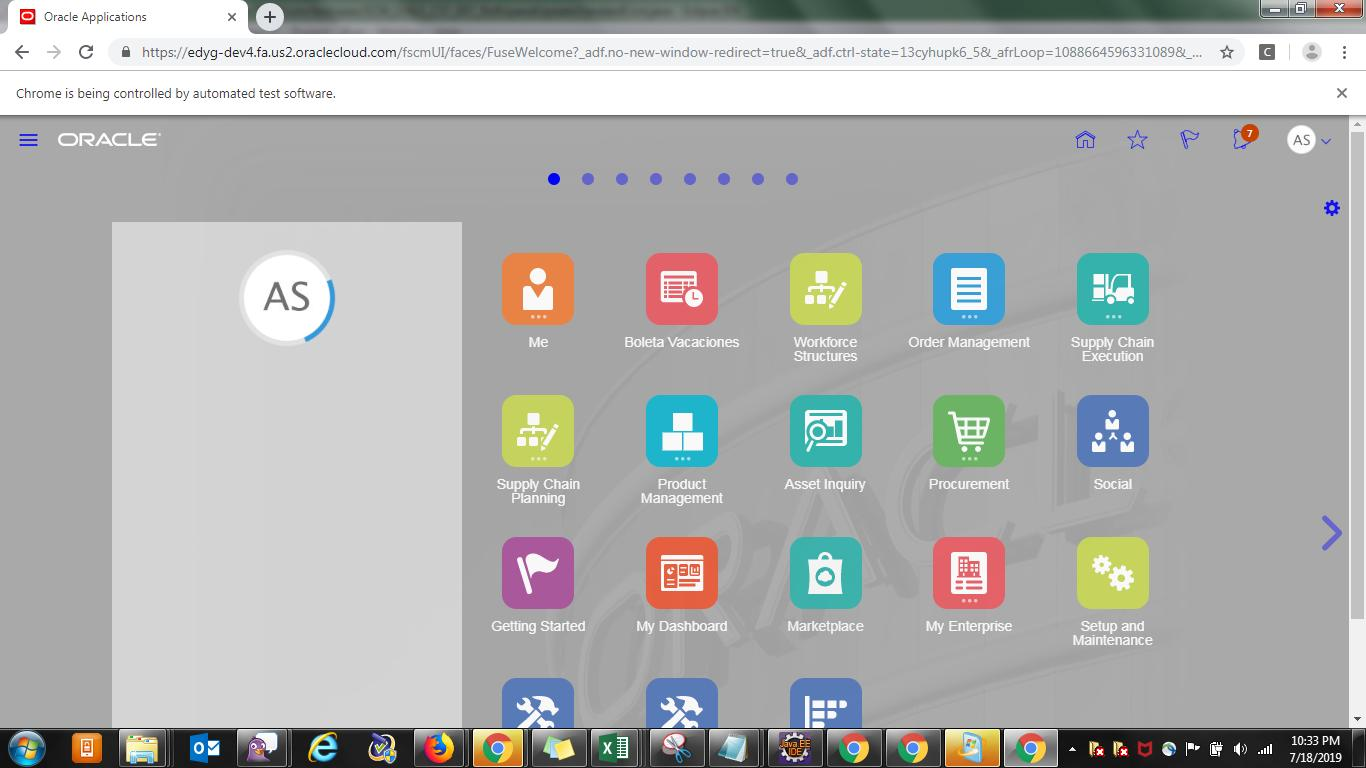 Oracle Applications
https://edyg-dev4.fa.us2.oraclecloud.com/fscmUI/faces/FuseWelcome?_adf.no-new-window-redirect=true&_adf.ctrl-state=13cyhupk6_5&_afrLoop=1088664596331089&_...
C
Chrome is being controlled by automated test software.
ORACLE
7
AS
AS
Me
Boleta Vacaciones
Workforce
Structures
Order Management
Supply Chain
Execution
Supply Chain
Planning
Product
Management
Asset Inquiry
Procurement
Social
Getting Started
My Dashboard
Marketplace
My Enterprise
Setup and
Maintenance
Java EE
IDE
10:33 PM
7/18/2019